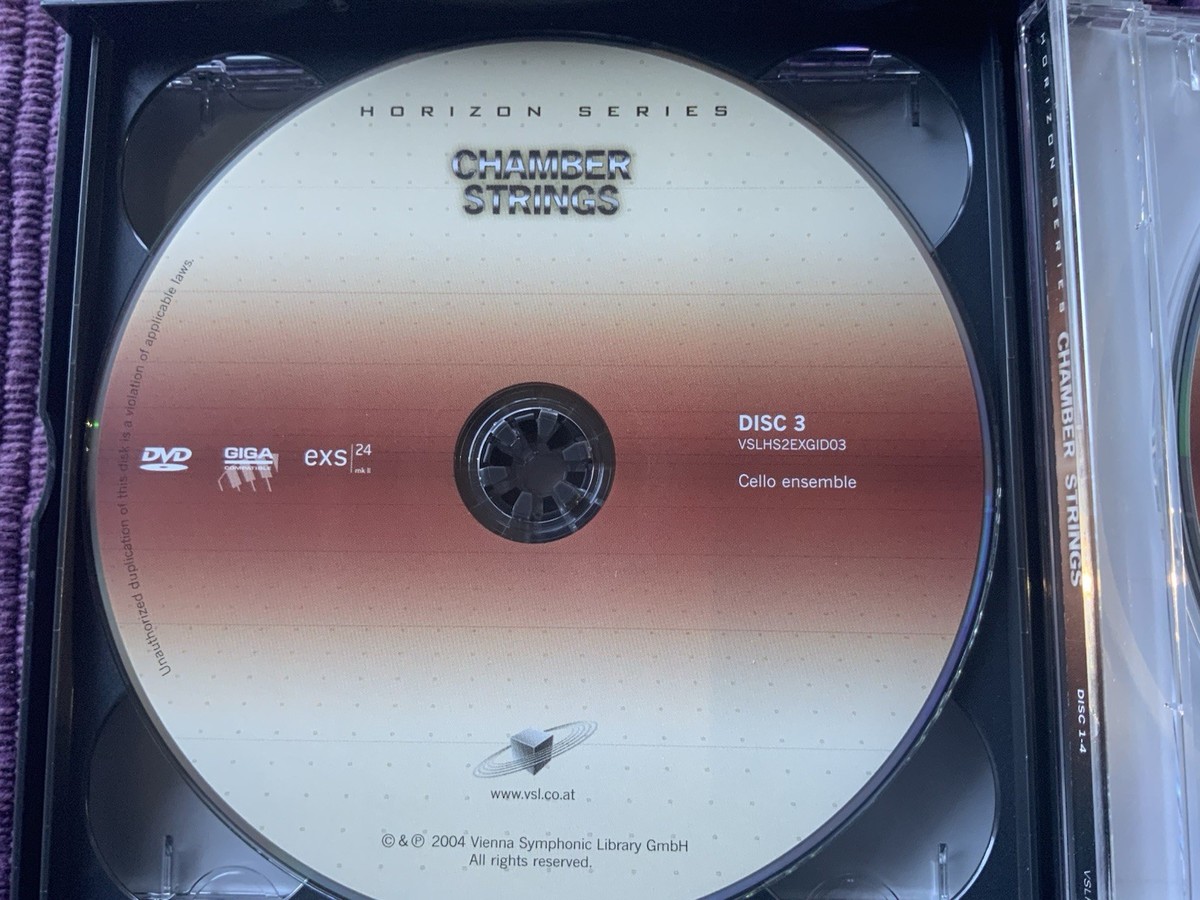 HORIZON SERIES
CHAMBER
STRINGS
Unauthorized duplication of this disk is a violation of applicable laws.
DVD
GIGA
COMPATIBLE
exs 24
mk II
DISC 3
VSLHS2EXGID03
Cello ensemble
www.vsl.co.at
© & ℗ 2004 Vienna Symphonic Library GmbH
All rights reserved.
HORIZON SERIES CHAMBER STRINGS
DISC 1-4